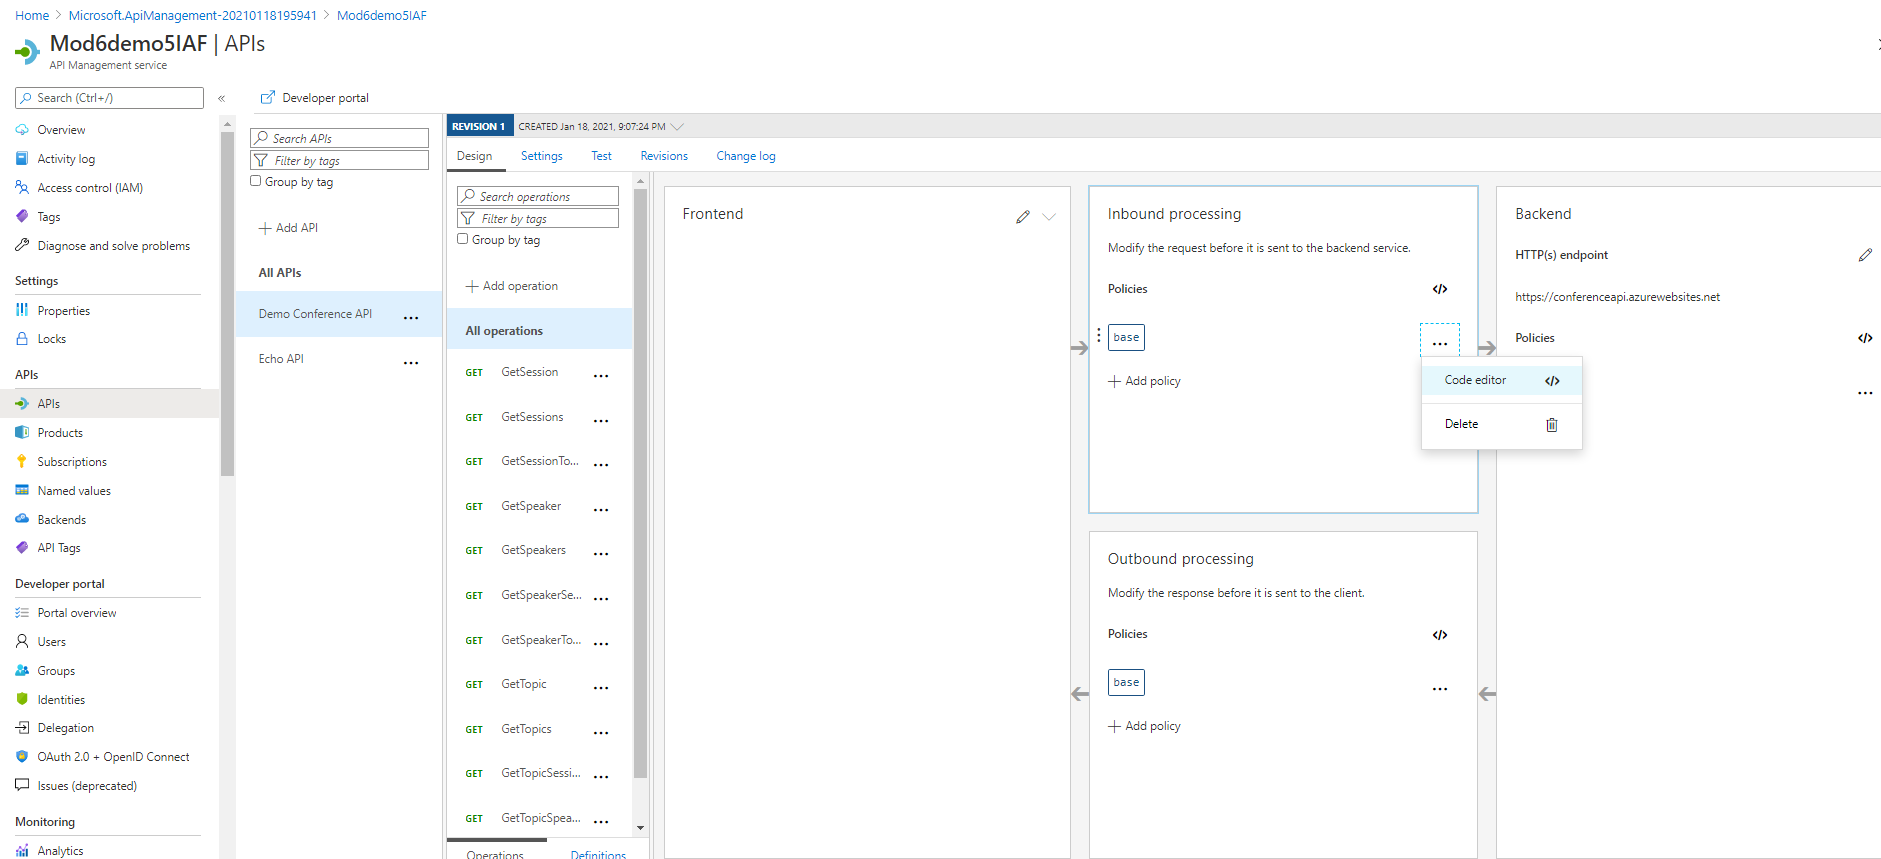 Home > Microsoft.ApiManagement-20210118195941 > Mod6demo5IAF
Mod6demo5IAF | APIs
API Management service
Search (Ctrl+/)
«
Overview
Activity log
Access control (IAM)
Tags
Diagnose and solve problems
Settings
Properties
Locks
APIs
APIs
Products
Subscriptions
Named values
Backends
API Tags
Developer portal
Portal overview
Users
Groups
Identities
Delegation
OAuth 2.0 + OpenID Connect
Issues (deprecated)
Monitoring
Analytics
Developer portal
Search APIs
Filter by tags
Group by tag
+ Add API
All APIs
Demo Conference API ...
Echo API ...
REVISION 1 CREATED Jan 18, 2021, 9:07:24 PM
Design Settings Test Revisions Change log
Search operations
Filter by tags
Group by tag
+ Add operation
All operations
GET GetSession ...
GET GetSessions ...
GET GetSessionTo... ...
GET GetSpeaker ...
GET GetSpeakers ...
GET GetSpeakerSe... ...
GET GetSpeakerTo... ...
GET GetTopic ...
GET GetTopics ...
GET GetTopicSessi... ...
GET GetTopicSpea... ...
Operations Definitions
Frontend
Inbound processing
Modify the request before it is sent to the backend service.
Policies </>
base ...
+ Add policy
Code editor </>
Delete
Outbound processing
Modify the response before it is sent to the client.
Policies </>
base ...
+ Add policy
Backend
HTTP(s) endpoint
https://conferenceapi.azurewebsites.net
Policies </>
...